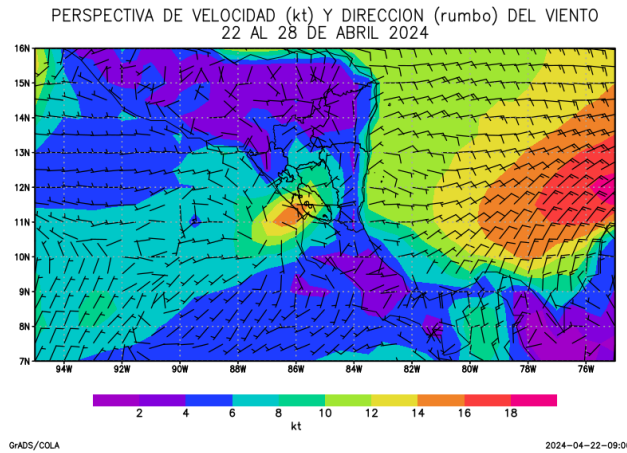 PERSPECTIVA DE VELOCIDAD (kt) Y DIRECCION (rumbo) DEL VIENTO
22 AL 28 DE ABRIL 2024
16N
15N
14N
13N
12N
11N
10N
9N
8N
7N
94W 92W 90W 88W 86W 84W 82W 80W 78W 76W
2 4 6 8 10 12 14 16 18
kt
GrADS/COLA
2024-04-22-09:0